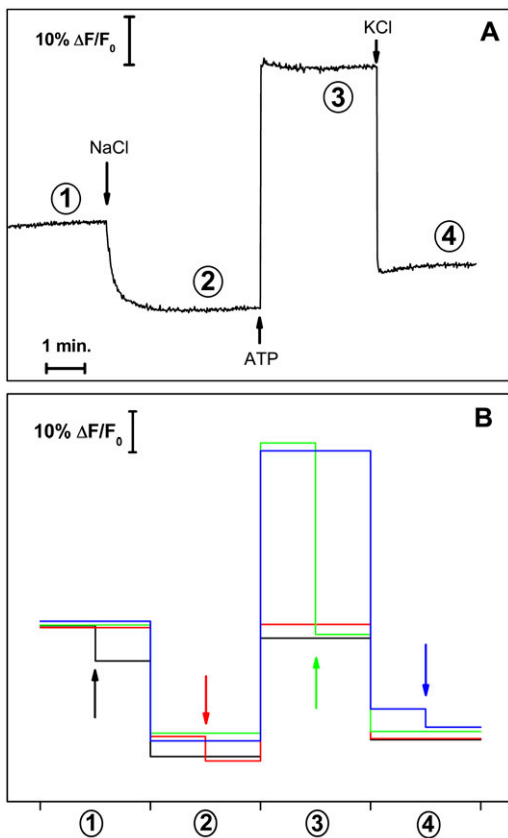 10% ΔF/F0
A
KCl
③
NaCl
①
④
②
1 min.
ATP
10% ΔF/F0
B
① ② ③ ④